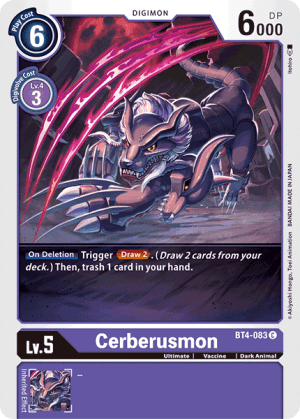 Play Cost
6
DIGIMON
6000
DP
Digivolve Cost
Lv.4
3
Itohiro
©Akiyoshi Hongo, Toei Animation BANDAI MADE IN JAPAN
On Deletion Trigger Draw 2. (Draw 2 cards from your
deck.) Then, trash 1 card in your hand.
BT4-083 C
Lv.5
Cerberusmon
Ultimate | Vaccine | Dark Animal
Inherited Effect
–